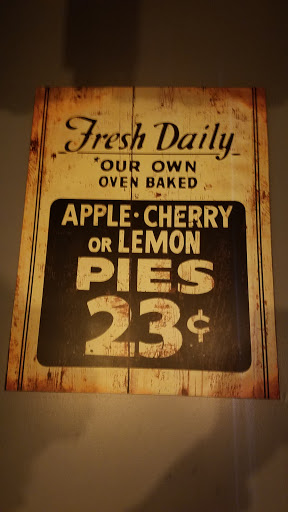 Fresh Daily
OUR OWN
OVEN BAKED
APPLE · CHERRY
OR LEMON
PIES
23¢